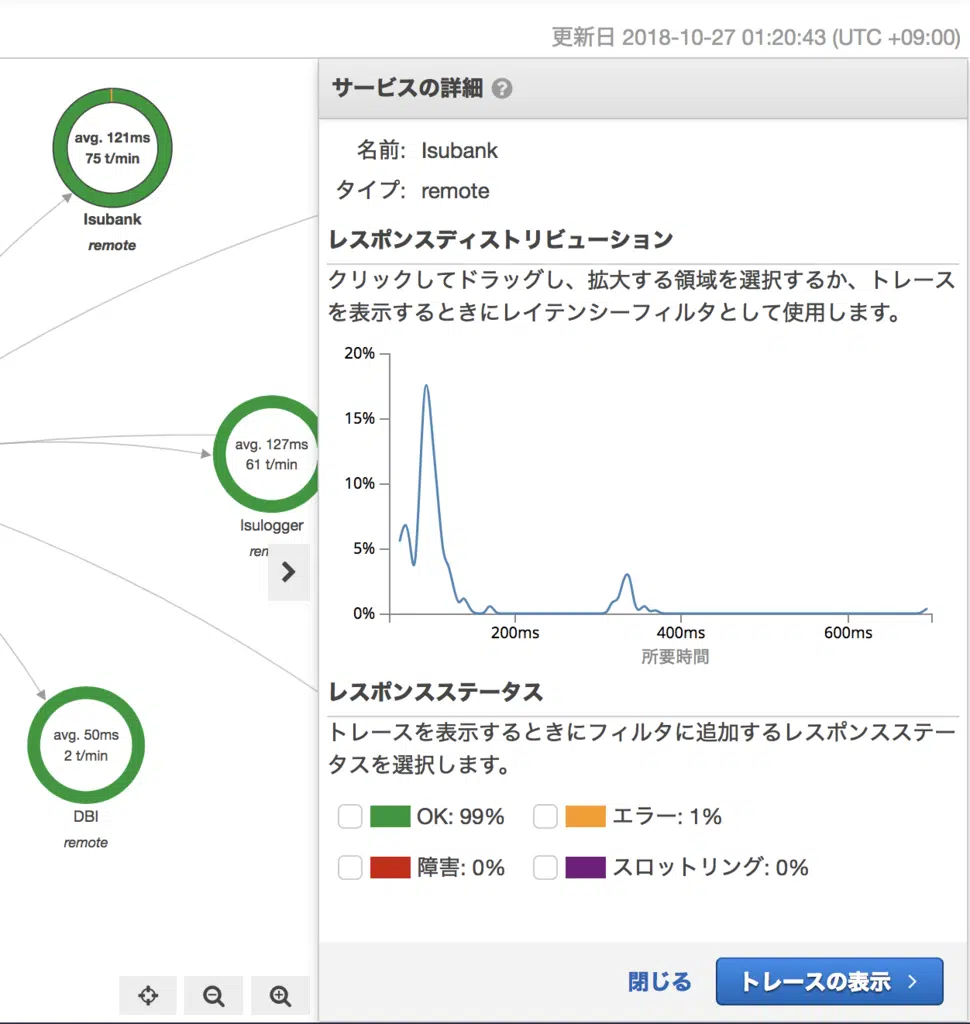 更新日 2018-10-27 01:20:43 (UTC +09:00)
avg. 121ms
75 t/min
Isubank
remote
avg. 127ms
61 t/min
Isulogger
ren
avg. 50ms
2 t/min
DBI
remote
サービスの詳細 ?
名前: Isubank
タイプ: remote
レスポンスディストリビューション
クリックしてドラッグし、拡大する領域を選択するか、トレース
を表示するときにレイテンシーフィルタとして使用します。
20%
15%
10%
5%
0%
200ms 400ms 600ms
所要時間
レスポンスステータス
トレースを表示するときにフィルタに追加するレスポンスステー
タスを選択します。
OK: 99% エラー: 1%
障害: 0% スロットリング: 0%
閉じる トレースの表示